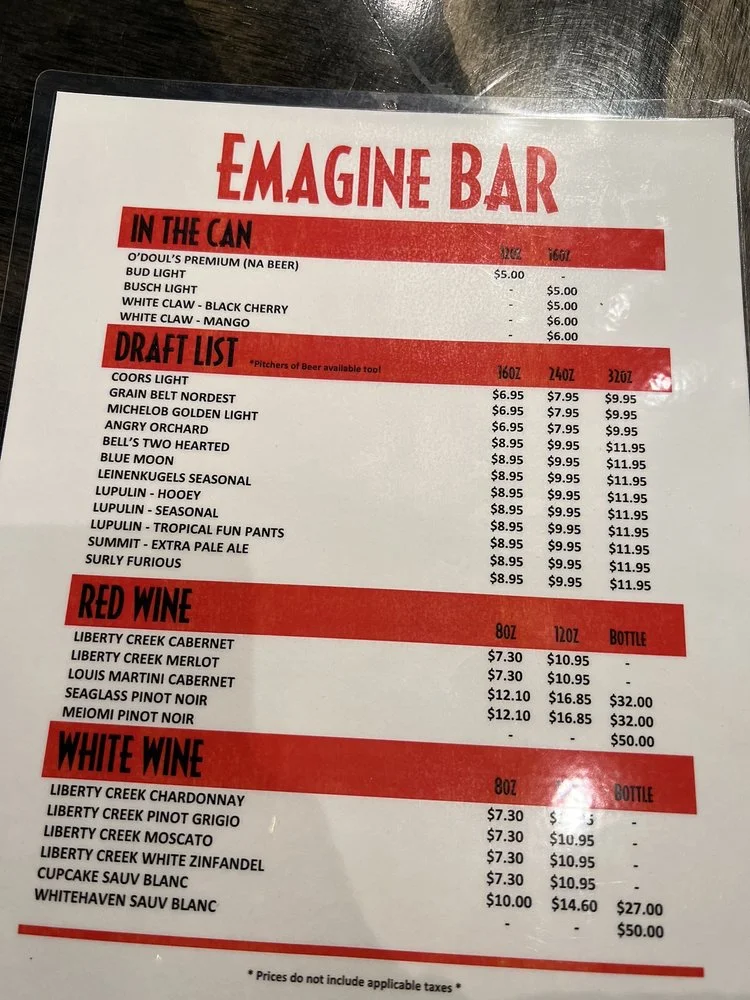 EMAGINE BAR
IN THE CAN 12OZ 16OZ
O'DOUL'S PREMIUM (NA BEER) $5.00 -
BUD LIGHT - $5.00
BUSCH LIGHT - $5.00
WHITE CLAW - BLACK CHERRY - $6.00
WHITE CLAW - MANGO - $6.00
DRAFT LIST *Pitchers of Beer available too! 16OZ 24OZ 32OZ
COORS LIGHT $6.95 $7.95 $9.95
GRAIN BELT NORDEST $6.95 $7.95 $9.95
MICHELOB GOLDEN LIGHT $6.95 $7.95 $9.95
ANGRY ORCHARD $8.95 $9.95 $11.95
BELL'S TWO HEARTED $8.95 $9.95 $11.95
BLUE MOON $8.95 $9.95 $11.95
LEINENKUGELS SEASONAL $8.95 $9.95 $11.95
LUPULIN - HOOEY $8.95 $9.95 $11.95
LUPULIN - SEASONAL $8.95 $9.95 $11.95
LUPULIN - TROPICAL FUN PANTS $8.95 $9.95 $11.95
SUMMIT - EXTRA PALE ALE $8.95 $9.95 $11.95
SURLY FURIOUS $8.95 $9.95 $11.95
RED WINE 8OZ 12OZ BOTTLE
LIBERTY CREEK CABERNET $7.30 $10.95 -
LIBERTY CREEK MERLOT $7.30 $10.95 -
LOUIS MARTINI CABERNET $12.10 $16.85 $32.00
SEAGLASS PINOT NOIR $12.10 $16.85 $32.00
MEIOMI PINOT NOIR - - $50.00
WHITE WINE 8OZ BOTTLE
LIBERTY CREEK CHARDONNAY $7.30 -
LIBERTY CREEK PINOT GRIGIO $7.30 $10.95 -
LIBERTY CREEK MOSCATO $7.30 $10.95 -
LIBERTY CREEK WHITE ZINFANDEL $7.30 $10.95 -
CUPCAKE SAUV BLANC $10.00 $14.60 $27.00
WHITEHAVEN SAUV BLANC - - $50.00
* Prices do not include applicable taxes *